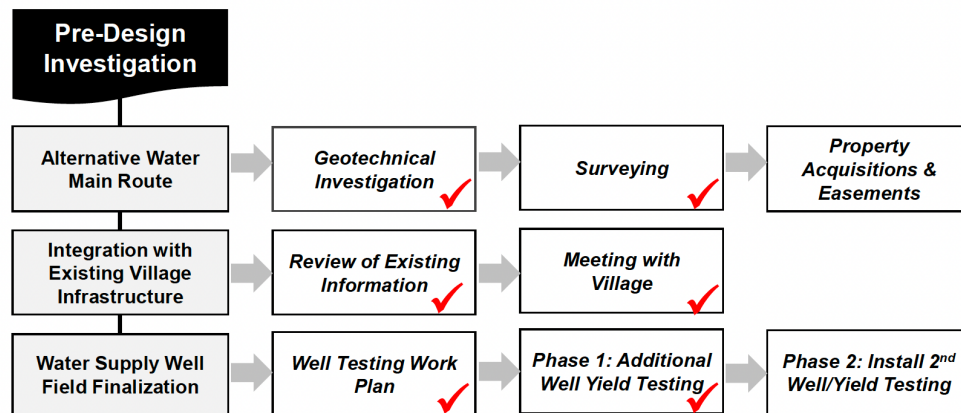 Pre-Design
Investigation
Alternative Water
Main Route
Geotechnical
Investigation
Surveying
Property
Acquisitions &
Easements
Integration with
Existing Village
Infrastructure
Review of Existing
Information
Meeting with
Village
Water Supply Well
Field Finalization
Well Testing Work
Plan
Phase 1: Additional
Well Yield Testing
Phase 2: Install 2nd
Well/Yield Testing